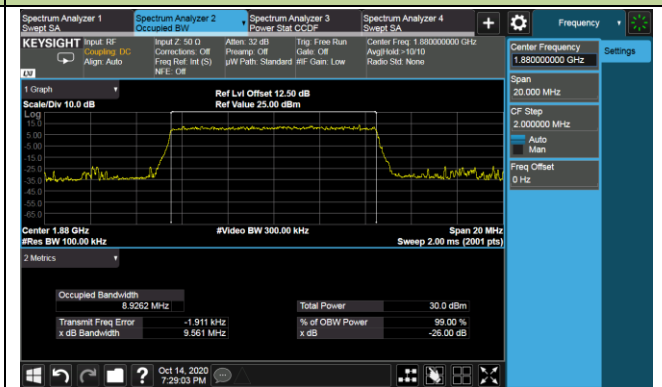 Spectrum Analyzer 1
Swept SA
Spectrum Analyzer 2
Occupied BW
Spectrum Analyzer 3
Power Stat CCDF
Spectrum Analyzer 4
Swept SA
+
Frequency
KEYSIGHT
Input: RF
Coupling: DC
Align: Auto
Input Z: 50 Ω
Corrections: Off
Freq Ref: Int (S)
NFE: Off
Atten: 32 dB
Preamp: Off
µW Path: Standard
Trig: Free Run
Gate: Off
#IF Gain: Low
Center Freq: 1.880000000 GHz
Avg|Hold:>10/10
Radio Std: None
LXI
Center Frequency
1.880000000 GHz
Settings
Span
20.000 MHz
CF Step
2.000000 MHz
Auto
Man
Freq Offset
0 Hz
1 Graph
Scale/Div 10.0 dB
Ref Lvl Offset 12.50 dB
Ref Value 25.00 dBm
Log
15.0
5.00
-5.00
-15.0
-25.0
-35.0
-45.0
-55.0
-65.0
Center 1.88 GHz
#Res BW 100.00 kHz
#Video BW 300.00 kHz
Span 20 MHz
Sweep 2.00 ms (2001 pts)
2 Metrics
Occupied Bandwidth
8.9262 MHz
Total Power 30.0 dBm
Transmit Freq Error -1.911 kHz
% of OBW Power 99.00 %
x dB Bandwidth 9.561 MHz
x dB -26.00 dB
?
Oct 14, 2020
7:29:03 PM